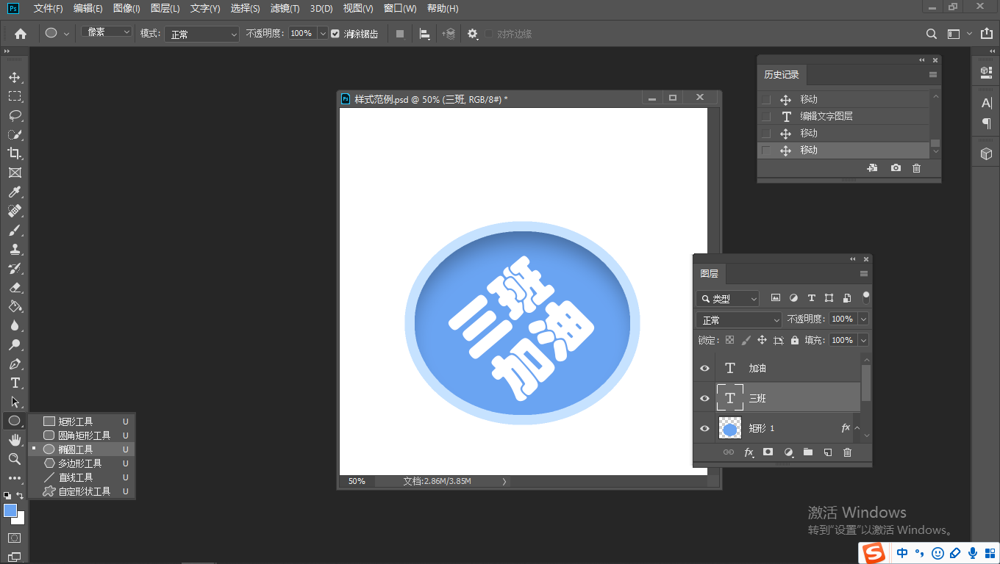 Ps 文件(F) 编辑(E) 图像(I) 图层(L) 文字(Y) 选择(S) 滤镜(T) 3D(D) 视图(V) 窗口(W) 帮助(H)
像素 模式: 正常 不透明度: 100% 消除锯齿 对齐边缘
样式范例.psd @ 50% (三班, RGB/8#) *
三班
加油
50% 文档:2.86M/3.85M
矩形工具 U
圆角矩形工具 U
椭圆工具 U
多边形工具 U
直线工具 U
自定形状工具 U
历史记录
移动
编辑文字图层
移动
移动
图层
类型
正常 不透明度: 100%
锁定: 填充: 100%
T 加油
T 三班
矩形 1 fx
fx
激活 Windows
转到"设置"以激活 Windows。
中